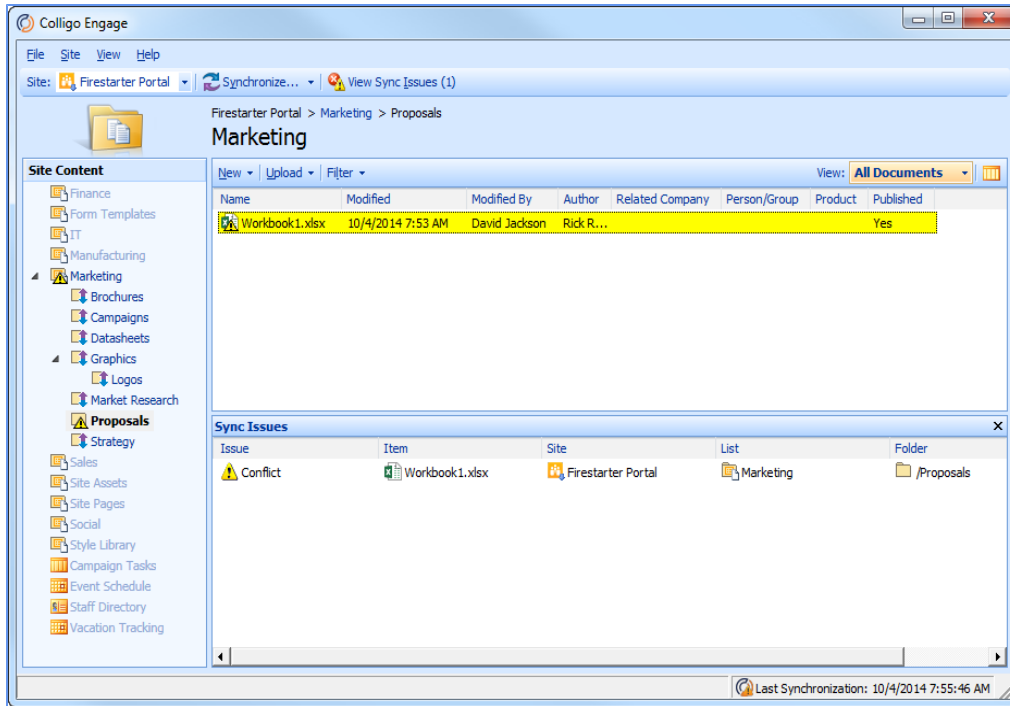 Colligo Engage
File Site View Help
Site: Firestarter Portal Synchronize... View Sync Issues (1)
Firestarter Portal > Marketing > Proposals
Marketing
Site Content
Finance
Form Templates
IT
Manufacturing
Marketing
Brochures
Campaigns
Datasheets
Graphics
Logos
Market Research
Proposals
Strategy
Sales
Site Assets
Site Pages
Social
Style Library
Campaign Tasks
Event Schedule
Staff Directory
Vacation Tracking
New Upload Filter View: All Documents
Name Modified Modified By Author Related Company Person/Group Product Published
Workbook1.xlsx 10/4/2014 7:53 AM David Jackson Rick R... Yes
Sync Issues
Issue Item Site List Folder
Conflict Workbook1.xlsx Firestarter Portal Marketing /Proposals
Last Synchronization: 10/4/2014 7:55:46 AM